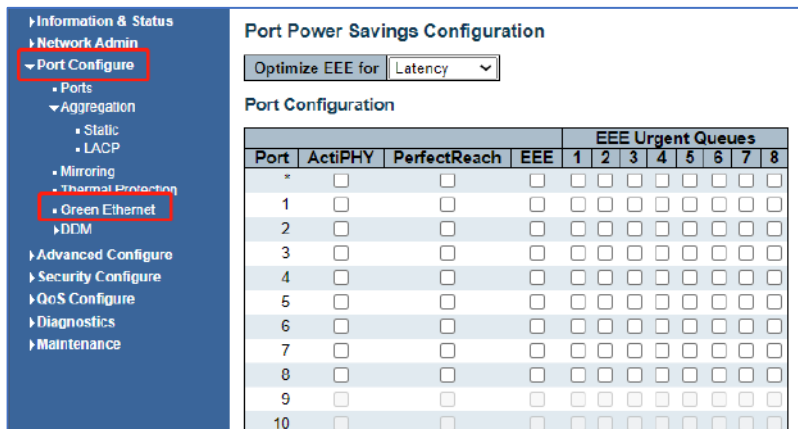 Information & Status
Network Admin
Port Configure
Ports
Aggregation
Static
LACP
Mirroring
Thermal Protection
Green Ethernet
DDM
Advanced Configure
Security Configure
QoS Configure
Diagnostics
Maintenance
Port Power Savings Configuration
Optimize EEE for Latency
Port Configuration
EEE Urgent Queues
Port ActiPHY PerfectReach EEE 1 2 3 4 5 6 7 8
*
1
2
3
4
5
6
7
8
9
10